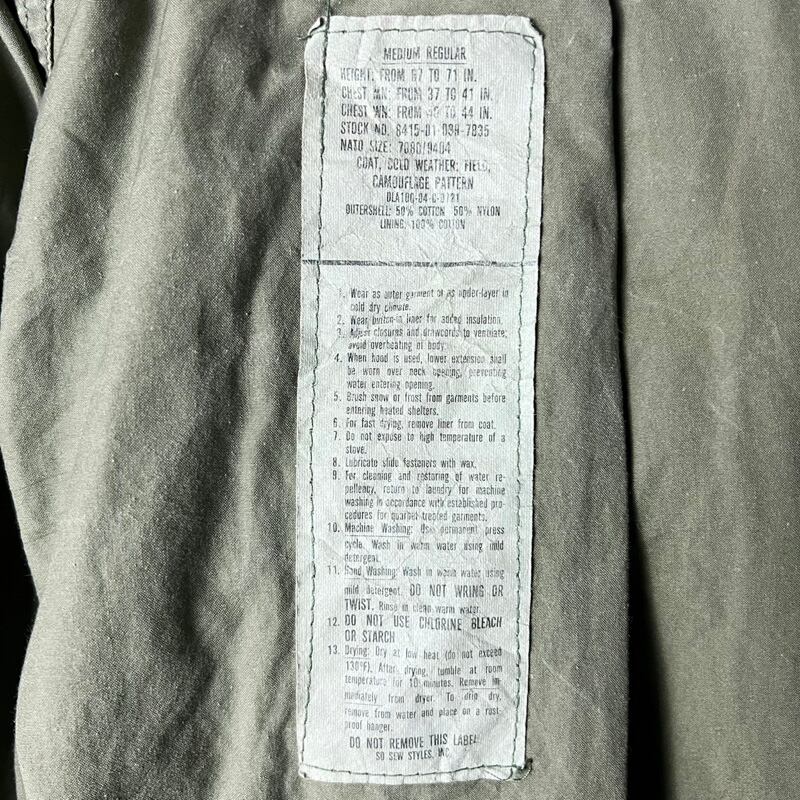 MEDIUM REGULAR
HEIGHT: FROM 67 TO 71 IN.
CHEST MN: FROM 37 TO 41 IN.
CHEST WN: FROM 40 TO 44 IN.
STOCK NO. 8415-01-099-7835
NATO SIZE: 7080/9404
COAT, COLD WEATHER: FIELD,
CAMOUFLAGE PATTERN
DLA100-84-C-0721
OUTERSHELL: 50% COTTON 50% NYLON
LINING: 100% COTTON
1. Wear as outer garment or as under-layer in
cold dry climate.
2. Wear button-in liner for added insulation.
3. Adjust closures and drawcords to ventilate;
avoid overheating of body.
4. When hood is used, lower extension shall
be worn over neck opening, preventing
water entering opening.
5. Brush snow or frost from garments before
entering heated shelters.
6. For fast drying, remove liner from coat.
7. Do not expose to high temperature of a
stove.
8. Lubricate slide fasteners with wax.
9. For cleaning and restoring of water re-
pellency, return to laundry for machine
washing in accordance with established pro-
cedures for quarpel-treated garments.
10. Machine Washing: Use permanent press
cycle. Wash in warm water using mild
detergent.
11. Hand Washing: Wash in warm water using
mild detergent. DO NOT WRING OR
TWIST. Rinse in clean warm water.
12. DO NOT USE CHLORINE BLEACH
OR STARCH
13. Drying: Dry at low heat (do not exceed
130°F). After drying, tumble at room
temperature for 10 minutes. Remove im-
mediately from dryer. To drip dry,
remove from water and place on a rust-
proof hanger.
DO NOT REMOVE THIS LABEL
SO SEW STYLES, INC.